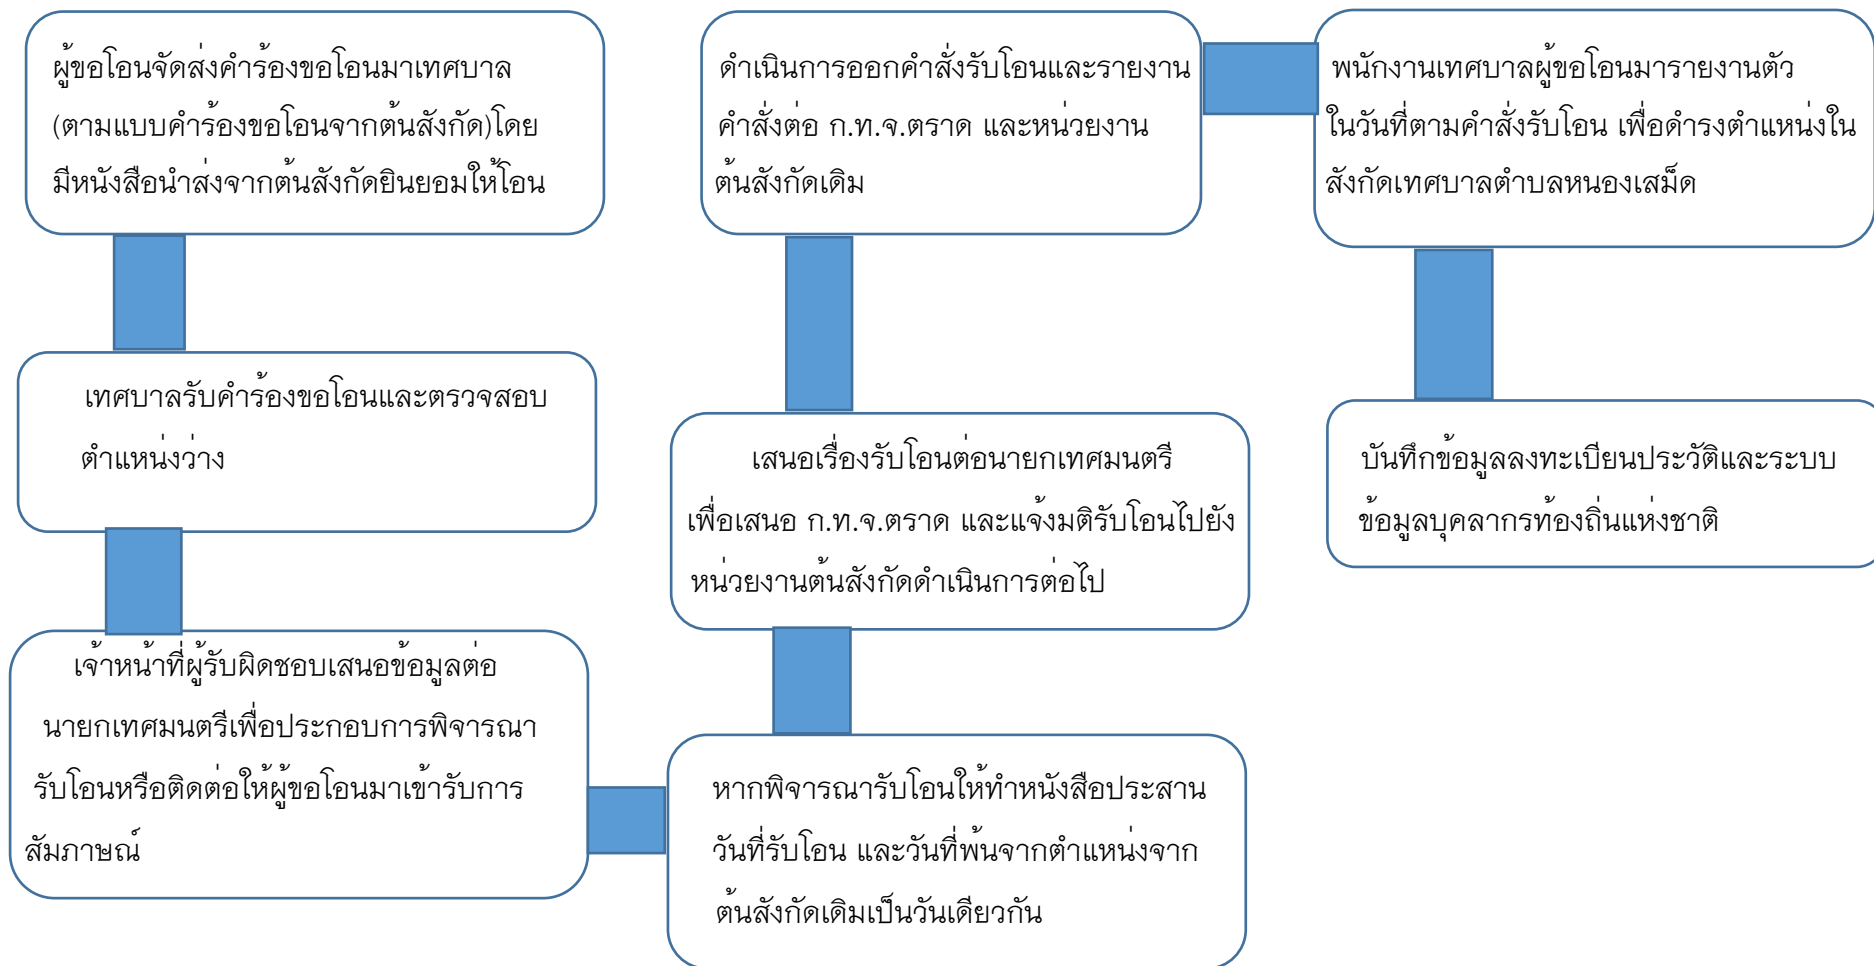 ผู้ขอโอนจัดส่งคำร้องขอโอนมาเทศบาล
(ตามแบบคำร้องขอโอนจากต้นสังกัด)โดย
มีหนังสือนำส่งจากต้นสังกัดยินยอมให้โอน
เทศบาลรับคำร้องขอโอนและตรวจสอบ
ตำแหน่งว่าง
เจ้าหน้าที่ผู้รับผิดชอบเสนอข้อมูลต่อ
นายกเทศมนตรีเพื่อประกอบการพิจารณา
รับโอนหรือติดต่อให้ผู้ขอโอนมาเข้ารับการ
สัมภาษณ์
หากพิจารณารับโอนให้ทำหนังสือประสาน
วันที่รับโอน และวันที่พ้นจากตำแหน่งจาก
ต้นสังกัดเดิมเป็นวันเดียวกัน
เสนอเรื่องรับโอนต่อนายกเทศมนตรี
เพื่อเสนอ ก.ท.จ.ตราด และแจ้งมติรับโอนไปยัง
หน่วยงานต้นสังกัดดำเนินการต่อไป
ดำเนินการออกคำสั่งรับโอนและรายงาน
คำสั่งต่อ ก.ท.จ.ตราด และหน่วยงาน
ต้นสังกัดเดิม
พนักงานเทศบาลผู้ขอโอนมารายงานตัว
ในวันที่ตามคำสั่งรับโอน เพื่อดำรงตำแหน่งใน
สังกัดเทศบาลตำบลหนองเสม็ด
บันทึกข้อมูลลงทะเบียนประวัติและระบบ
ข้อมูลบุคลากรท้องถิ่นแห่งชาติ